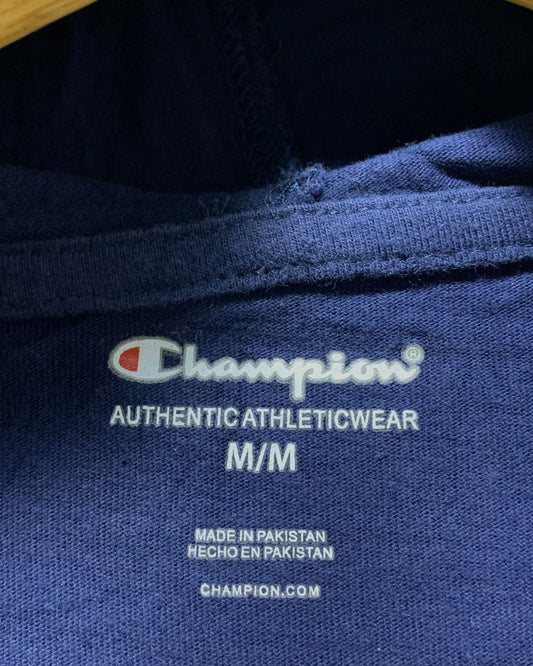 Champion®
AUTHENTIC ATHLETICWEAR
M/M
MADE IN PAKISTAN
HECHO EN PAKISTAN
CHAMPION.COM